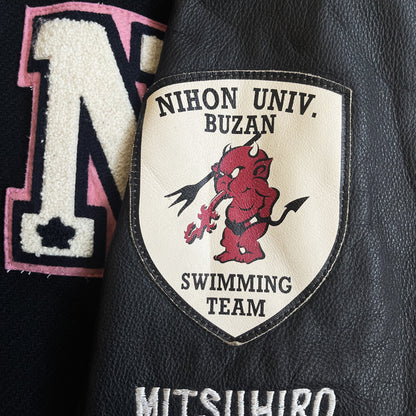 N
NIHON UNIV.
BUZAN
SWIMMING
TEAM
MITSUHIRO